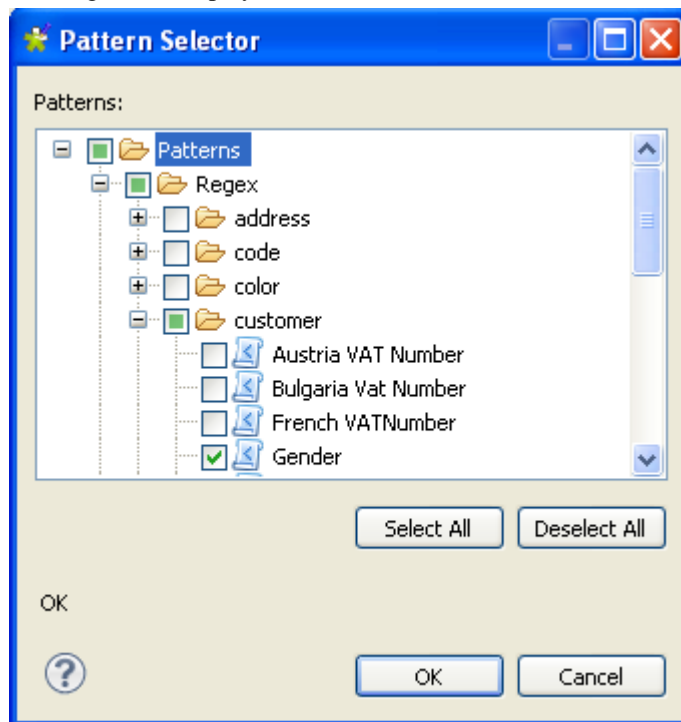 Pattern Selector
Patterns:
Patterns
Regex
address
code
color
customer
Austria VAT Number
Bulgaria Vat Number
French VATNumber
Gender
Select All Deselect All
OK
? OK Cancel